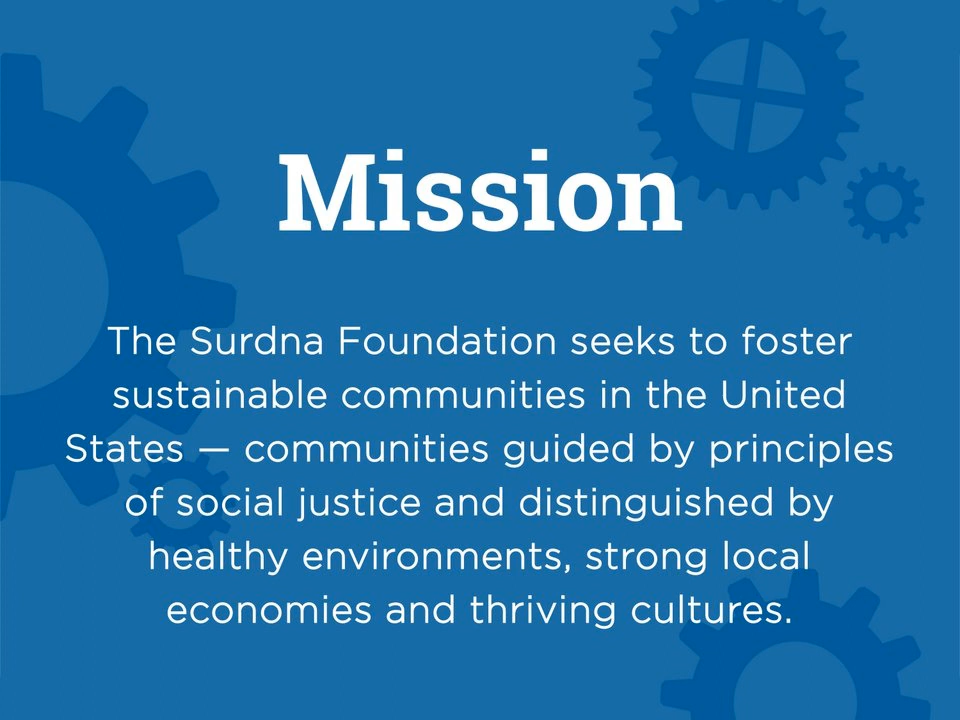 Mission
The Surdna Foundation seeks to foster
sustainable communities in the United
States — communities guided by principles
of social justice and distinguished by
healthy environments, strong local
economies and thriving cultures.